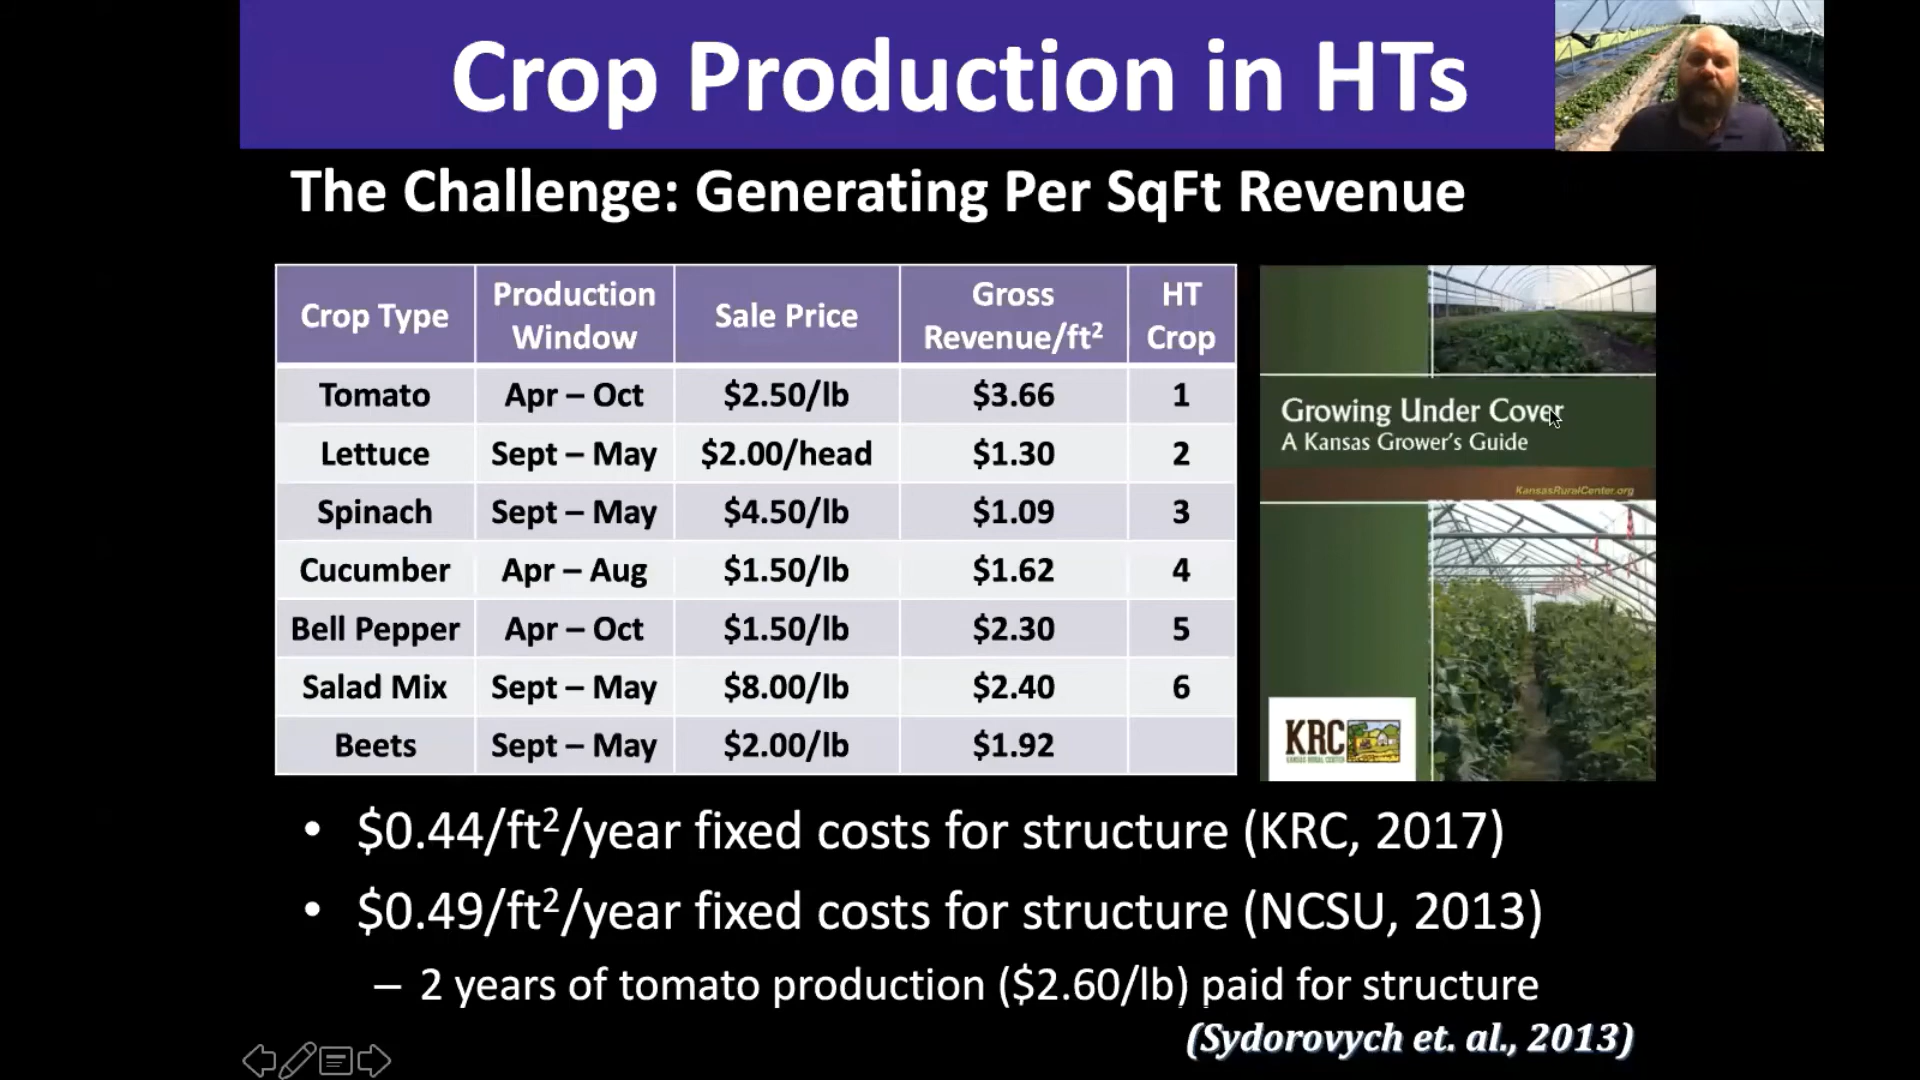 Crop Production in HTs
The Challenge: Generating Per SqFt Revenue
Crop Type Production Window Sale Price Gross Revenue/ft² HT Crop
Tomato Apr – Oct $2.50/lb $3.66 1
Lettuce Sept – May $2.00/head $1.30 2
Spinach Sept – May $4.50/lb $1.09 3
Cucumber Apr – Aug $1.50/lb $1.62 4
Bell Pepper Apr – Oct $1.50/lb $2.30 5
Salad Mix Sept – May $8.00/lb $2.40 6
Beets Sept – May $2.00/lb $1.92
Growing Under Cover
A Kansas Grower's Guide
KansasRuralCenter.org
KRC
KANSAS RURAL CENTER
• $0.44/ft²/year fixed costs for structure (KRC, 2017)
• $0.49/ft²/year fixed costs for structure (NCSU, 2013)
– 2 years of tomato production ($2.60/lb) paid for structure
(Sydorovych et. al., 2013)